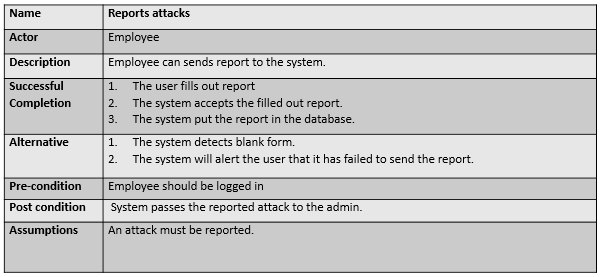 Name Reports attacks
Actor Employee
Description Employee can sends report to the system.
Successful Completion 1. The user fills out report
2. The system accepts the filled out report.
3. The system put the report in the database.
Alternative 1. The system detects blank form.
2. The system will alert the user that it has failed to send the report.
Pre-condition Employee should be logged in
Post condition System passes the reported attack to the admin.
Assumptions An attack must be reported.